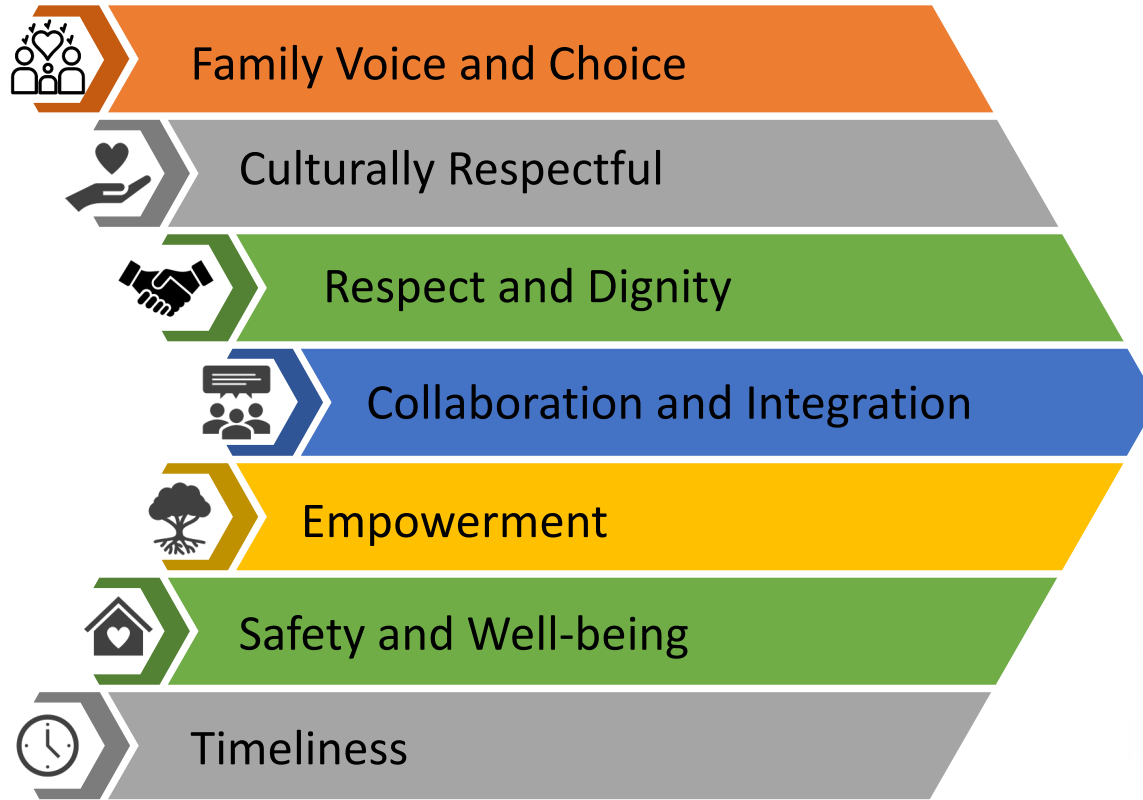 Family Voice and Choice
Culturally Respectful
Respect and Dignity
Collaboration and Integration
Empowerment
Safety and Well-being
Timeliness